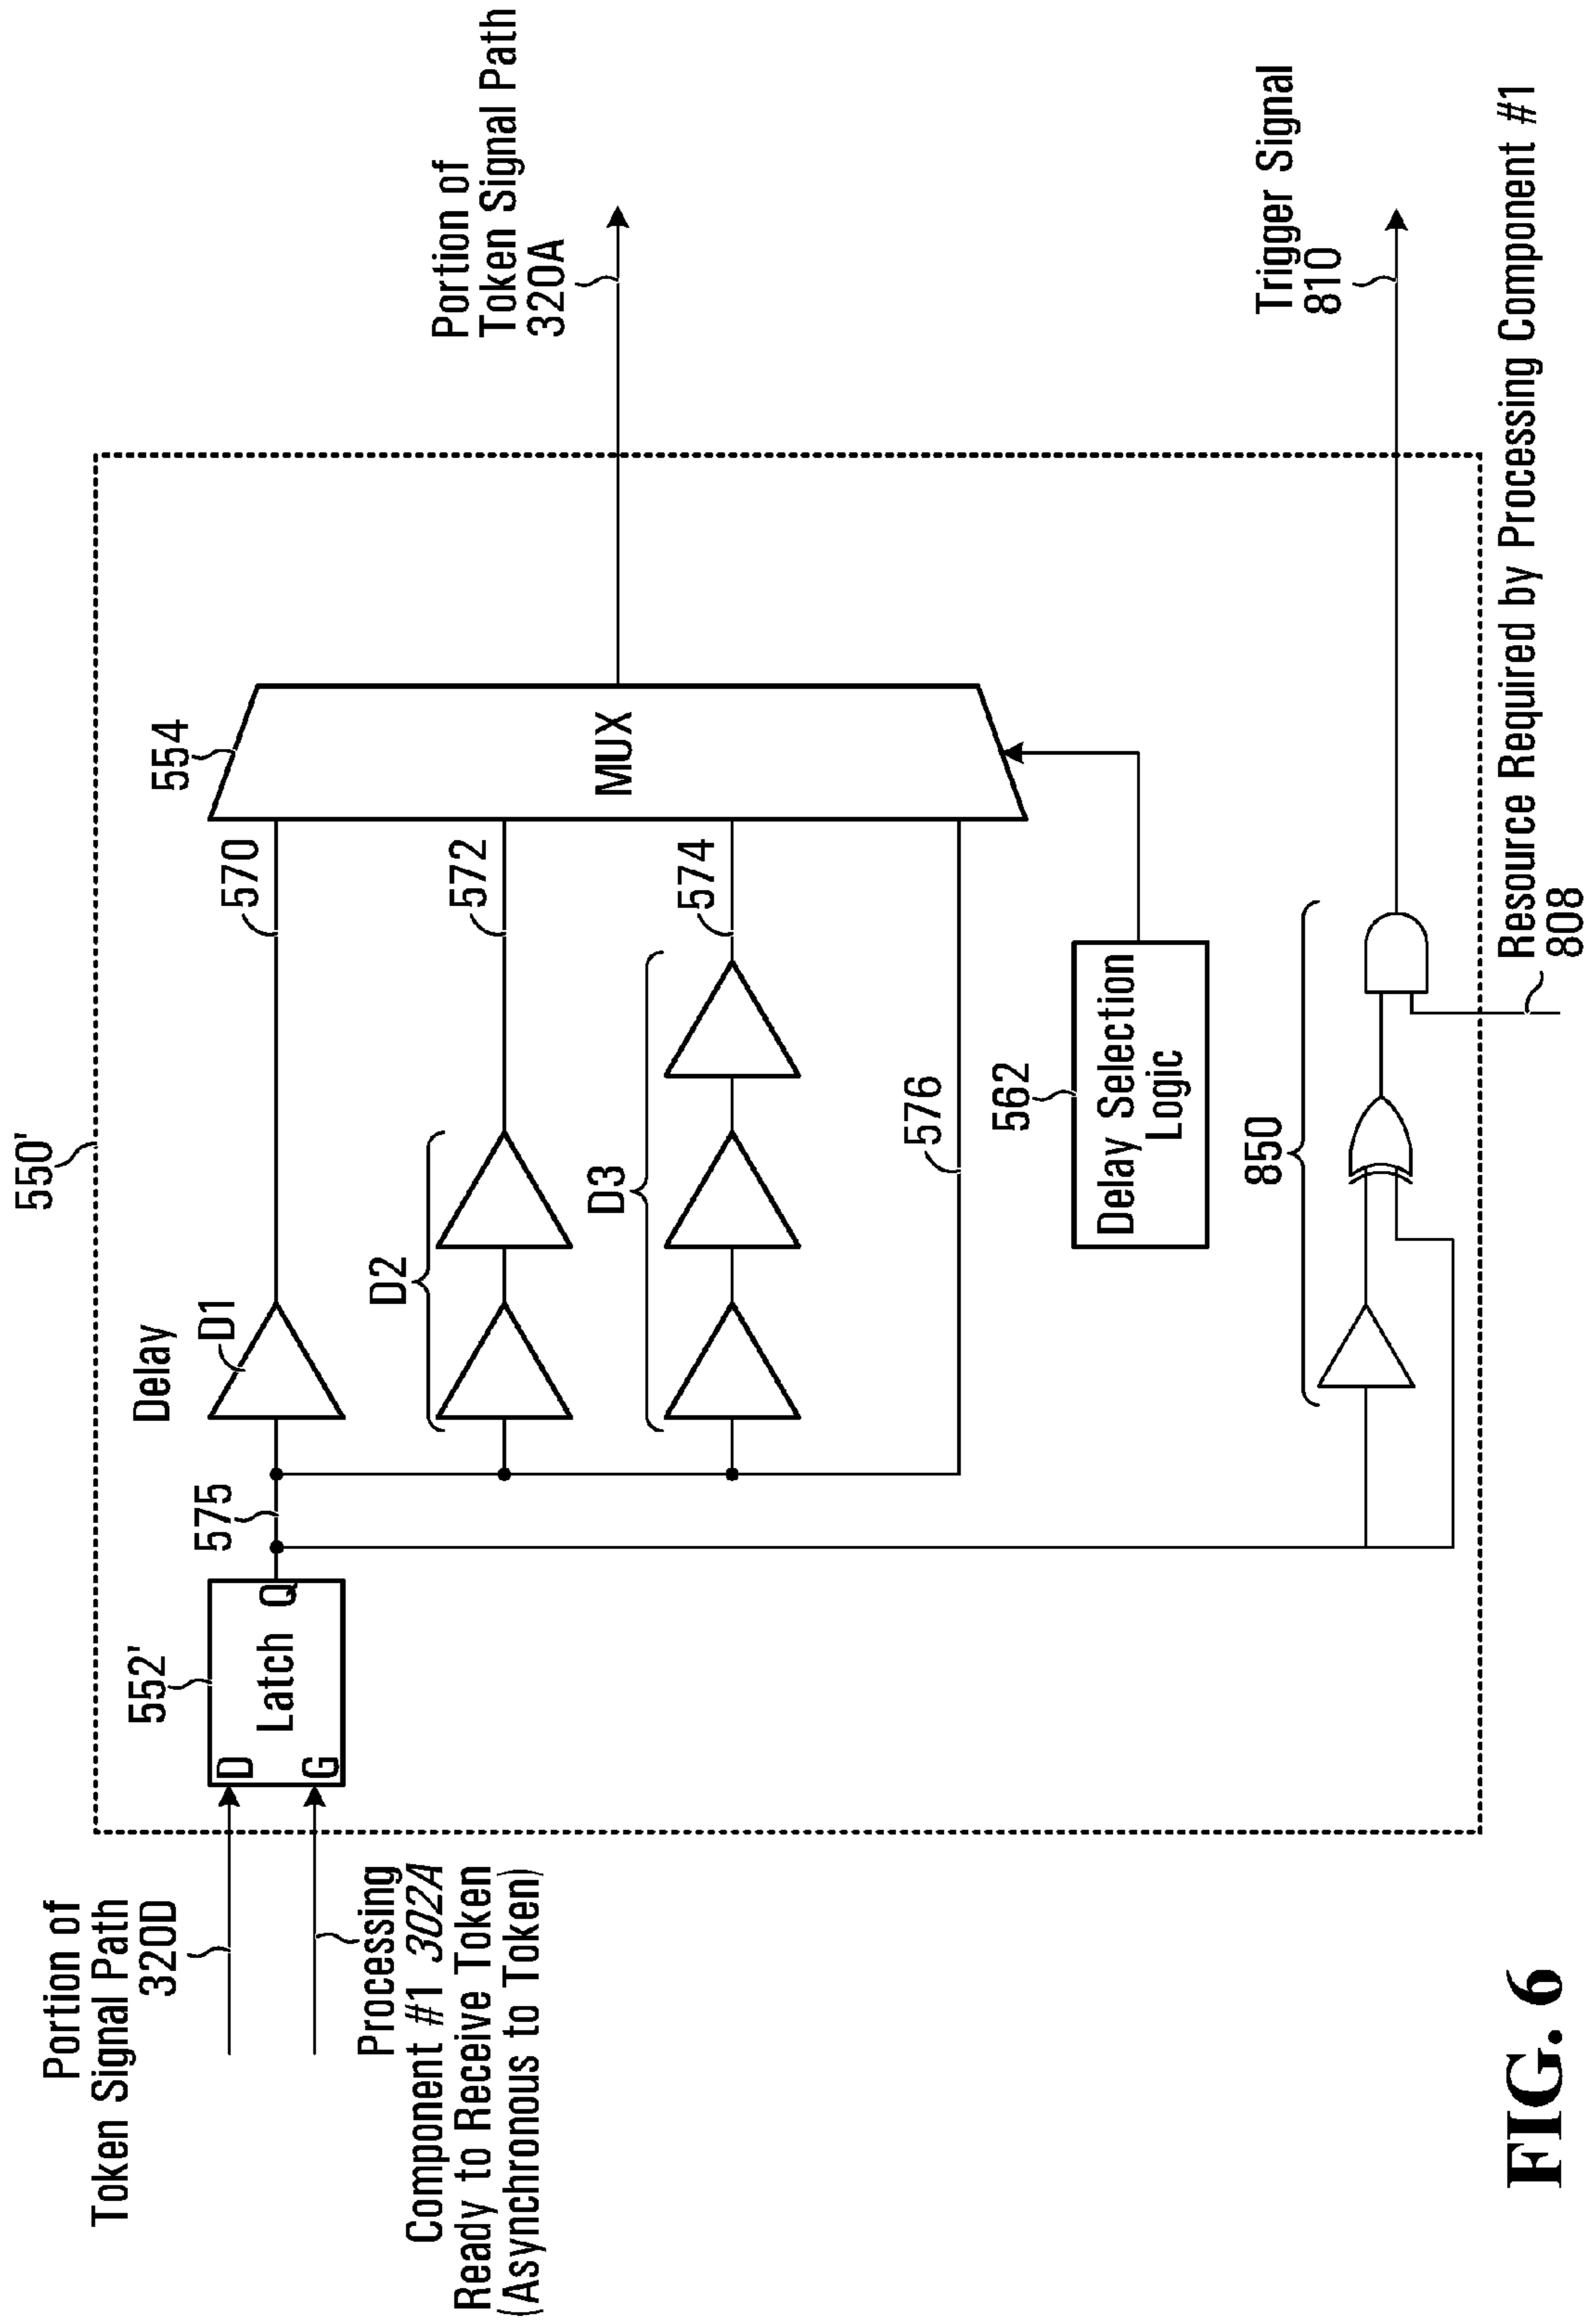 550'
Portion of
Token Signal Path
320D
Processing
Component #1 302A
Ready to Receive Token
(Asynchronous to Token)
552'
D
G
Latch Q
575
Delay
D1
570
D2
572
D3
574
576
554
MUX
562
Delay Selection
Logic
850
Portion of
Token Signal Path
320A
Trigger Signal
810
Resource Required by Processing Component #1
808
FIG. 6